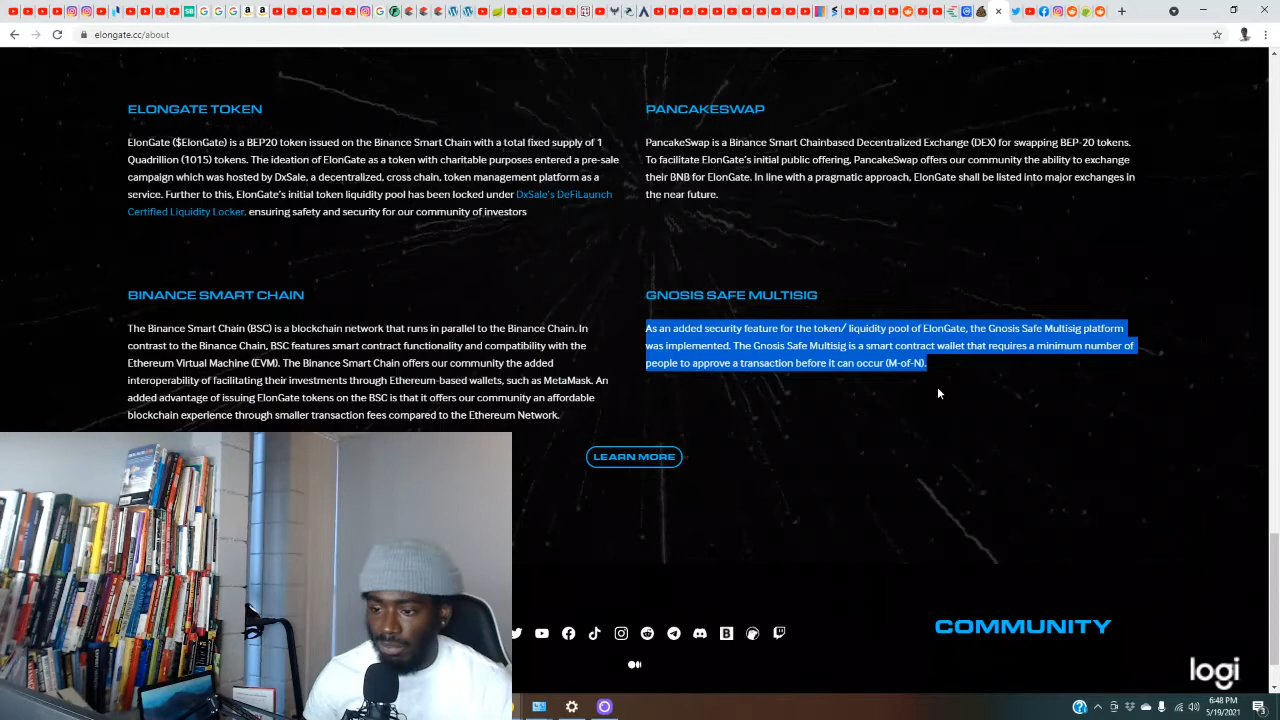 elongate.cc/about
ELONGATE TOKEN
ElonGate ($ElonGate) is a BEP20 token issued on the Binance Smart Chain with a total fixed supply of 1
Quadrillion (1015) tokens. The ideation of ElonGate as a token with charitable purposes entered a pre-sale
campaign which was hosted by DxSale, a decentralized, cross chain, token management platform as a
service. Further to this, ElonGate's initial token liquidity pool has been locked under DxSale's DeFiLaunch
Certified Liquidity Locker, ensuring safety and security for our community of investors
PANCAKESWAP
PancakeSwap is a Binance Smart Chainbased Decentralized Exchange (DEX) for swapping BEP-20 tokens.
To facilitate ElonGate's initial public offering, PancakeSwap offers our community the ability to exchange
their BNB for ElonGate. In line with a pragmatic approach, ElonGate shall be listed into major exchanges in
the near future.
BINANCE SMART CHAIN
The Binance Smart Chain (BSC) is a blockchain network that runs in parallel to the Binance Chain. In
contrast to the Binance Chain, BSC features smart contract functionality and compatibility with the
Ethereum Virtual Machine (EVM). The Binance Smart Chain offers our community the added
interoperability of facilitating their investments through Ethereum-based wallets, such as MetaMask. An
added advantage of issuing ElonGate tokens on the BSC is that it offers our community an affordable
blockchain experience through smaller transaction fees compared to the Ethereum Network.
GNOSIS SAFE MULTISIG
As an added security feature for the token/ liquidity pool of ElonGate, the Gnosis Safe Multisig platform
was implemented. The Gnosis Safe Multisig is a smart contract wallet that requires a minimum number of
people to approve a transaction before it can occur (M-of-N).
LEARN MORE
COMMUNITY
logi
6:48 PM
5/19/2021